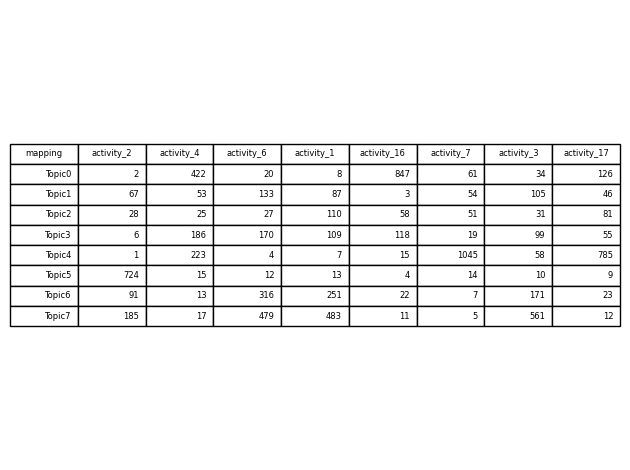 mapping activity_2 activity_4 activity_6 activity_1 activity_16 activity_7 activity_3 activity_17
Topic0 2 422 20 8 847 61 34 126
Topic1 67 53 133 87 3 54 105 46
Topic2 28 25 27 110 58 51 31 81
Topic3 6 186 170 109 118 19 99 55
Topic4 1 223 4 7 15 1045 58 785
Topic5 724 15 12 13 4 14 10 9
Topic6 91 13 316 251 22 7 171 23
Topic7 185 17 479 483 11 5 561 12